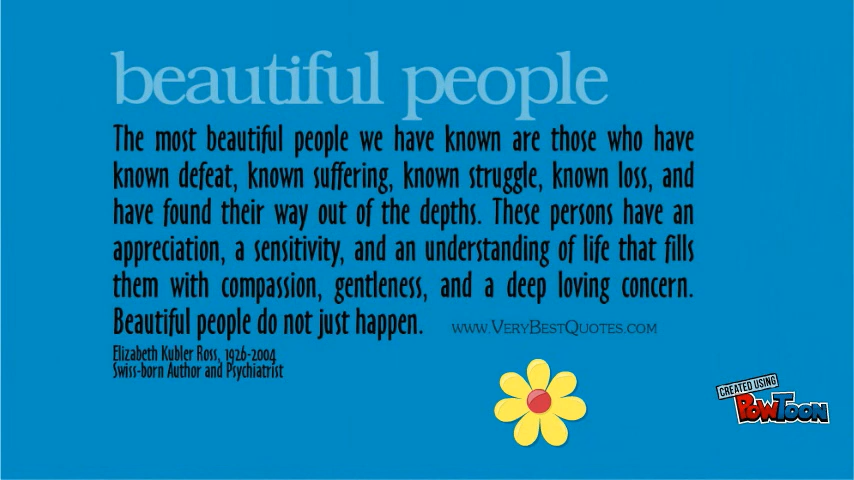 beautiful people
The most beautiful people we have known are those who have
known defeat, known suffering, known struggle, known loss, and
have found their way out of the depths. These persons have an
appreciation, a sensitivity, and an understanding of life that fills
them with compassion, gentleness, and a deep loving concern.
Beautiful people do not just happen. www.VeryBestQuotes.com
Elizabeth Kubler Ross, 1926-2004
Swiss-born Author and Psychiatrist
CREATED USING
PowToon